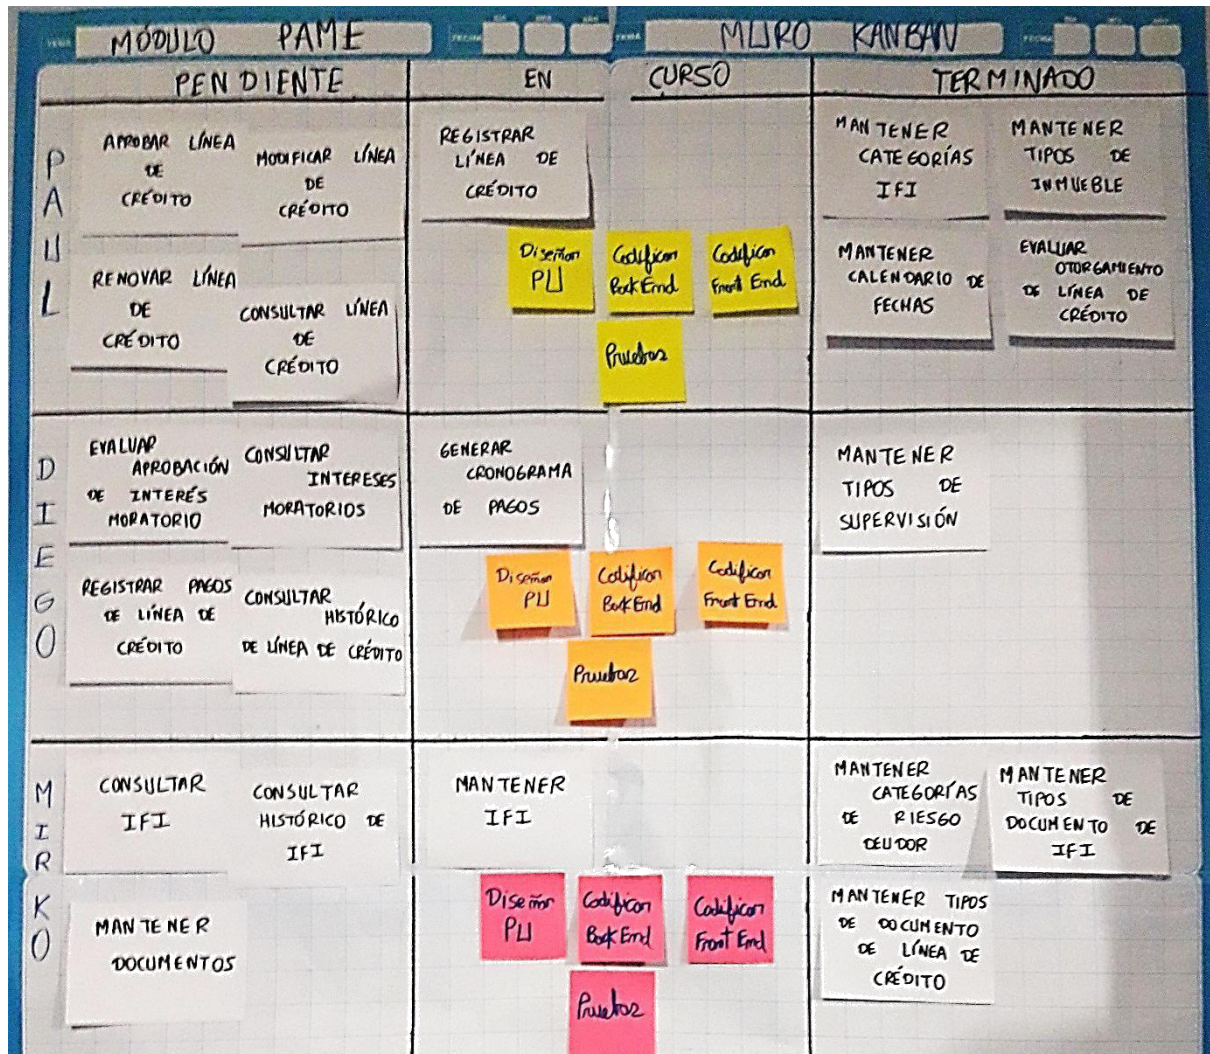 MÓDULO PAME
MURO KANBAN
PENDIENTE
EN CURSO
TERMINADO
PAUL
APROBAR LÍNEA
DE
CRÉDITO
MODIFICAR LÍNEA
DE
CRÉDITO
RENOVAR LÍNEA
DE
CRÉDITO
CONSULTAR LÍNEA
DE
CRÉDITO
REGISTRAR
LÍNEA DE
CRÉDITO
Diseñar
PU
Codificar
Back End
Codificar
Front End
Pruebas
MANTENER
CATEGORÍAS
IFI
MANTENER
TIPOS DE
INMUEBLE
MANTENER
CALENDARIO DE
FECHAS
EVALUAR
OTORGAMIENTO
DE LÍNEA DE
CRÉDITO
DIEGO
EVALUAR
APROBACIÓN
DE INTERÉS
MORATORIO
CONSULTAR
INTERESES
MORATORIOS
REGISTRAR PAGOS
DE LÍNEA DE
CRÉDITO
CONSULTAR
HISTÓRICO
DE LÍNEA DE CRÉDITO
GENERAR
CRONOGRAMA
DE PAGOS
Diseñar
PU
Codificar
Back End
Codificar
Front End
Pruebas
MANTENER
TIPOS DE
SUPERVISIÓN
MIRKO
CONSULTAR
IFI
CONSULTAR
HISTÓRICO DE
IFI
MANTENER
DOCUMENTOS
MANTENER
IFI
Diseñar
PU
Codificar
Back End
Codificar
Front End
Pruebas
MANTENER
CATEGORÍAS
DE RIESGO
DEUDOR
MANTENER
TIPOS DE
DOCUMENTO DE
IFI
MANTENER TIPOS
DE DOCUMENTO
DE LÍNEA DE
CRÉDITO